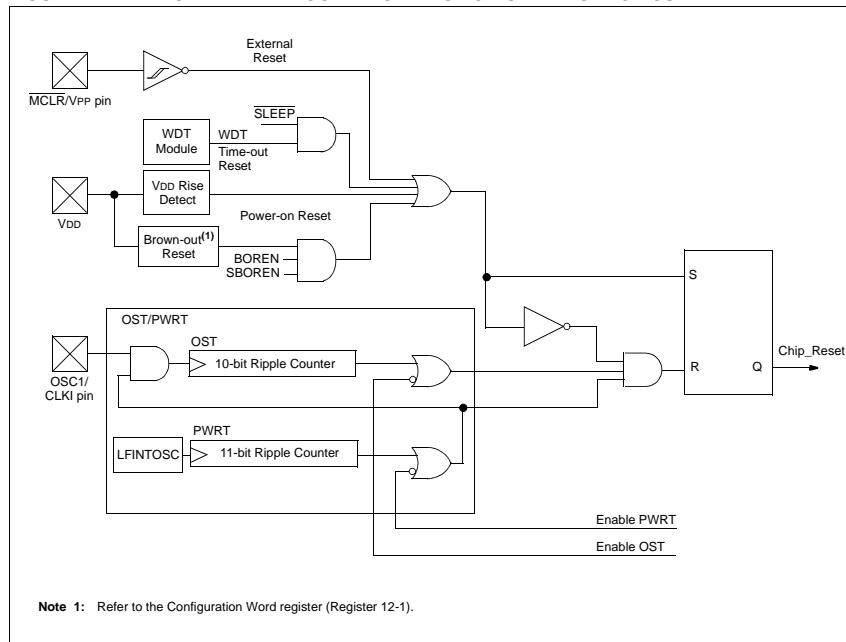 External
Reset
MCLR/VPP pin
SLEEP
WDT
Module
WDT
Time-out
Reset
VDD
VDD Rise
Detect
Power-on Reset
Brown-out(1)
Reset
BOREN
SBOREN
S
OST/PWRT
OSC1/
CLKI pin
OST
10-bit Ripple Counter
R
Q
Chip_Reset
PWRT
LFINTOSC
11-bit Ripple Counter
Enable PWRT
Enable OST
Note 1: Refer to the Configuration Word register (Register 12-1).